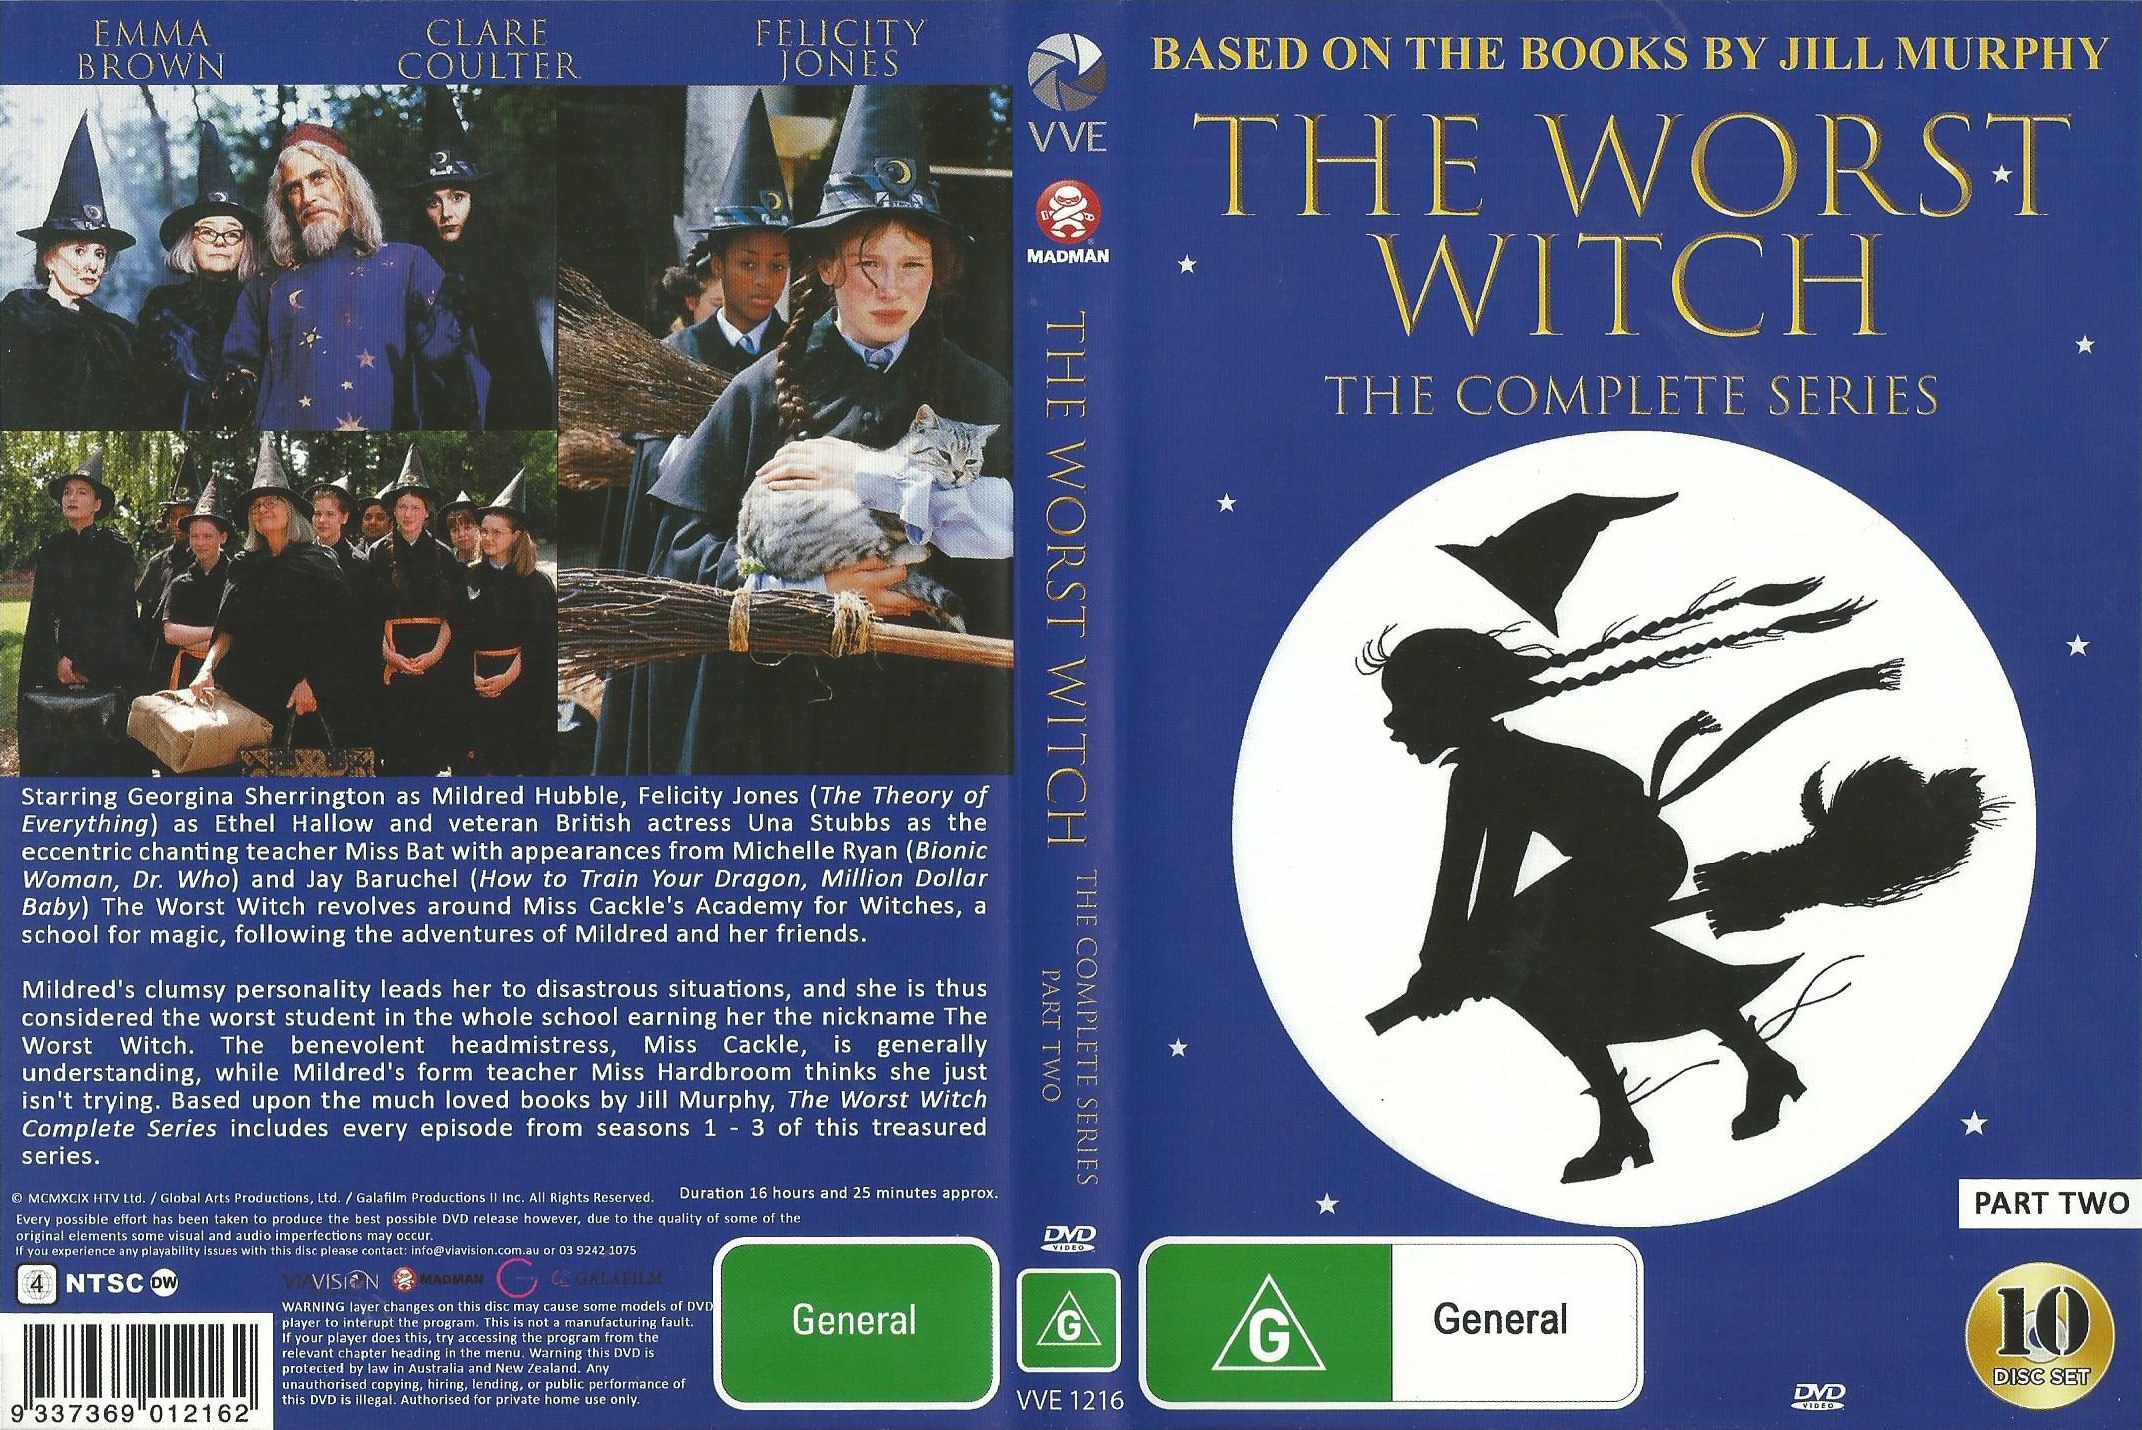 EMMA
BROWN
CLARE
COULTER
FELICITY
JONES
Starring Georgina Sherrington as Mildred Hubble, Felicity Jones (The Theory of
Everything) as Ethel Hallow and veteran British actress Una Stubbs as the
eccentric chanting teacher Miss Bat with appearances from Michelle Ryan (Bionic
Woman, Dr. Who) and Jay Baruchel (How to Train Your Dragon, Million Dollar
Baby) The Worst Witch revolves around Miss Cackle's Academy for Witches, a
school for magic, following the adventures of Mildred and her friends.
Mildred's clumsy personality leads her to disastrous situations, and she is thus
considered the worst student in the whole school earning her the nickname The
Worst Witch. The benevolent headmistress, Miss Cackle, is generally
understanding, while Mildred's form teacher Miss Hardbroom thinks she just
isn't trying. Based upon the much loved books by Jill Murphy, The Worst Witch
Complete Series includes every episode from seasons 1 - 3 of this treasured
series.
© MCMXCIX HTV Ltd. / Global Arts Productions, Ltd. / Galafilm Productions II Inc. All Rights Reserved. Duration 16 hours and 25 minutes approx.
Every possible effort has been taken to produce the best possible DVD release however, due to the quality of some of the
original elements some visual and audio imperfections may occur.
If you experience any playability issues with this disc please contact: info@viavision.com.au or 03 9242 1075
4 NTSC DW
VIAVISION MADMAN G GALAFILM
WARNING layer changes on this disc may cause some models of DVD
player to interupt the program. This is not a manufacturing fault.
If your player does this, try accessing the program from the
relevant chapter heading in the menu. Warning this DVD is
protected by law in Australia and New Zealand. Any
unauthorised copying, hiring, lending, or public performance of
this DVD is illegal. Authorised for private home use only.
9 337369 012162
General
VVE
MADMAN
THE WORST WITCH THE COMPLETE SERIES
PART TWO
DVD
VIDEO
G
VVE 1216
BASED ON THE BOOKS BY JILL MURPHY
THE WORST
WITCH
THE COMPLETE SERIES
PART TWO
G General
10
DISC SET
DVD
VIDEO